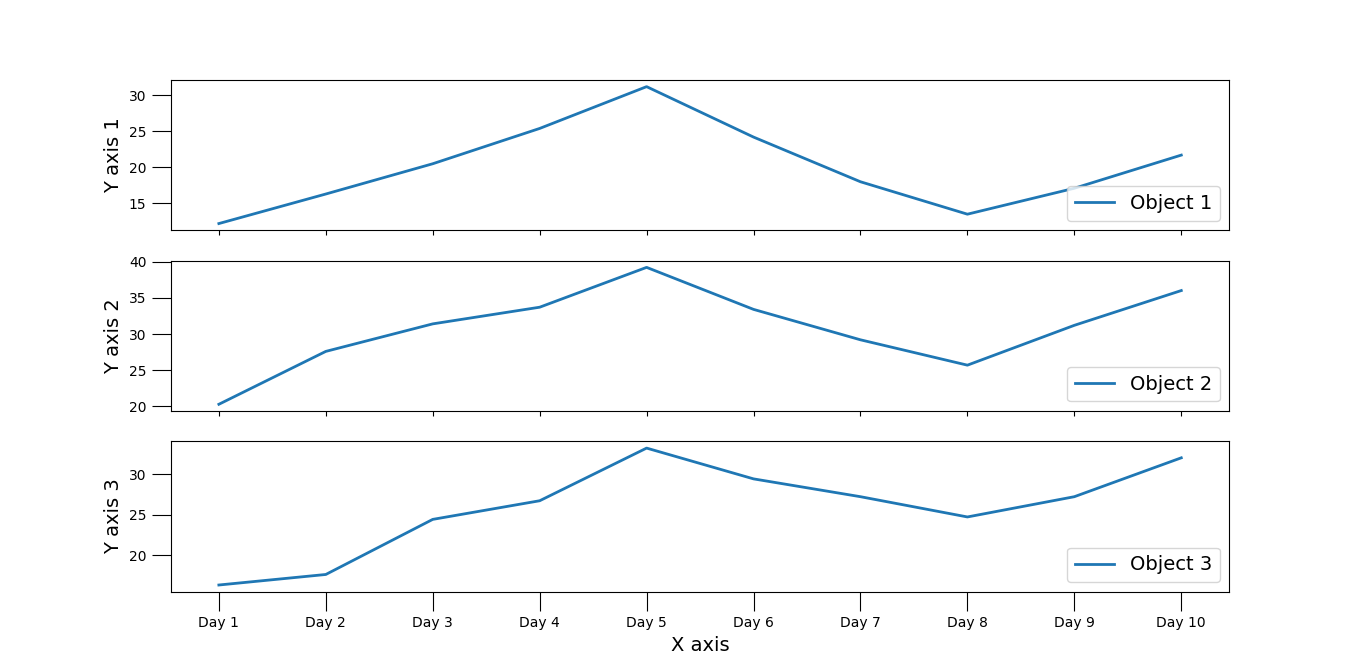 Y axis 1
30
25
20
15
Object 1
Y axis 2
40
35
30
25
20
Object 2
Y axis 3
30
25
20
Object 3
Day 1 Day 2 Day 3 Day 4 Day 5 Day 6 Day 7 Day 8 Day 9 Day 10
X axis